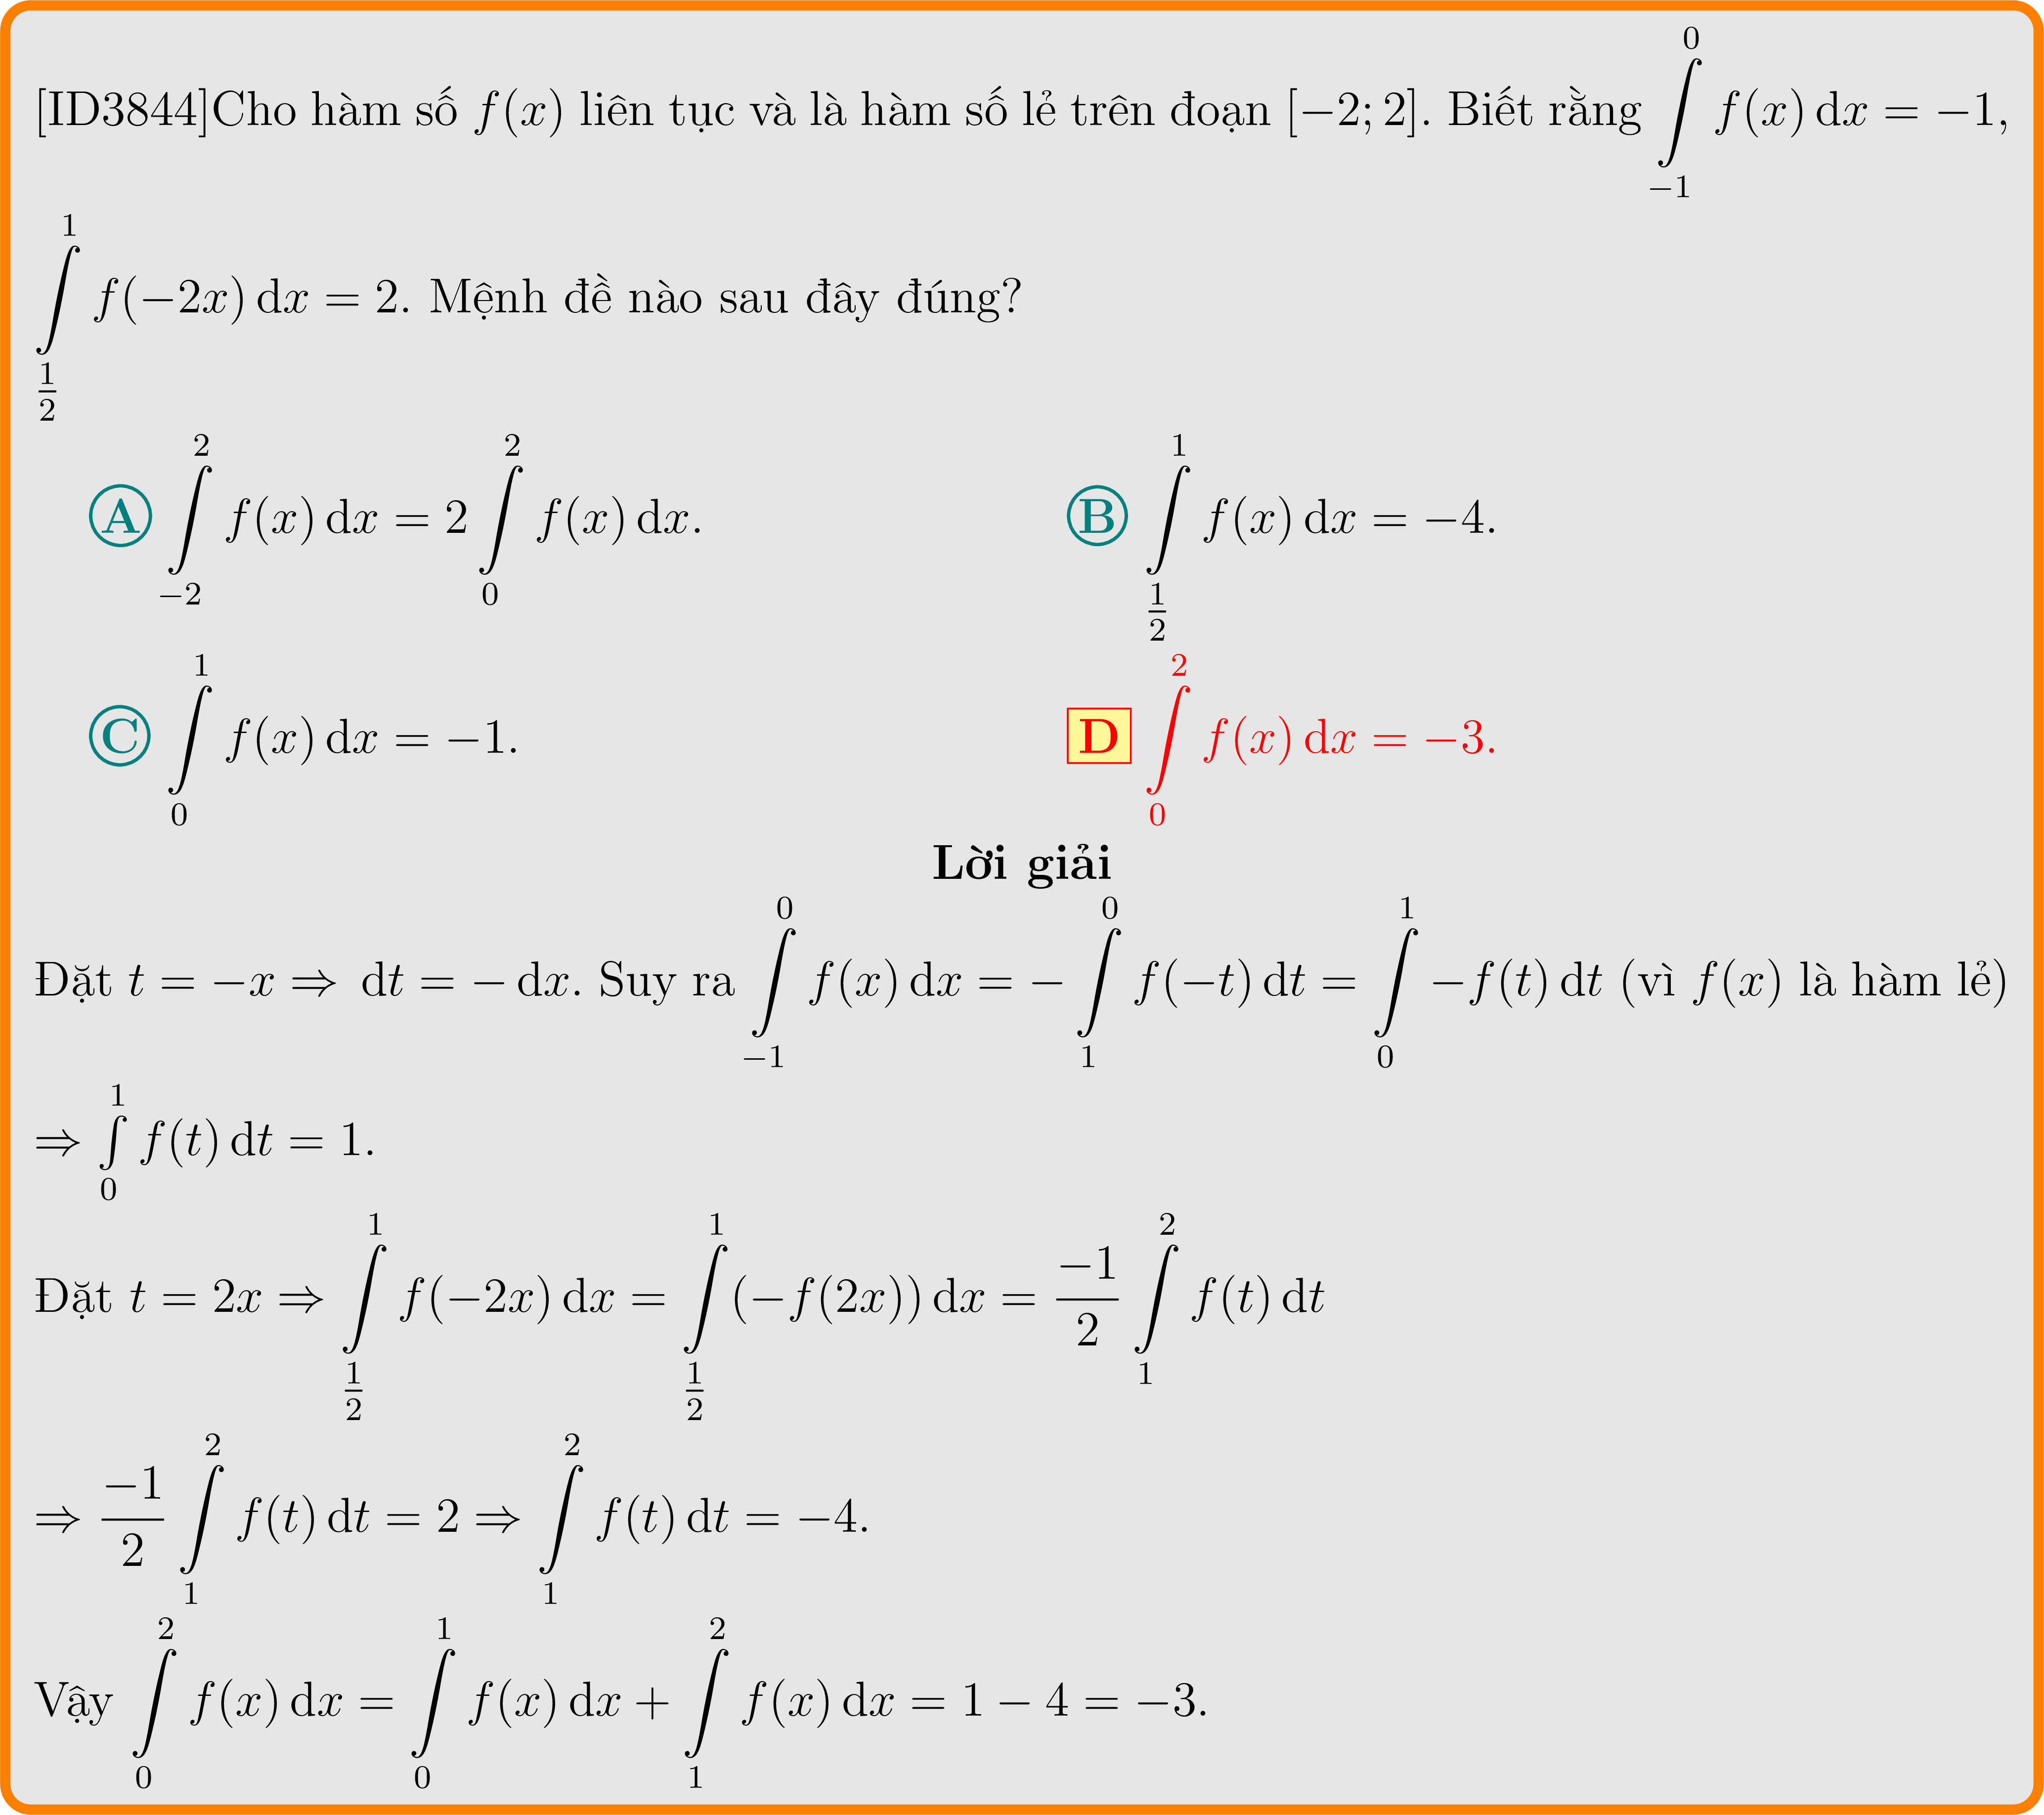 [ID3844]Cho hàm số $f(x)$ liên tục và là hàm số lẻ trên đoạn $[-2;2]$. Biết rằng $\int\limits_{-1}^{0} f(x)\,\mathrm{d}x = -1$,
$\int\limits_{\frac{1}{2}}^{1} f(-2x)\,\mathrm{d}x = 2$. Mệnh đề nào sau đây đúng?
A $\int\limits_{-2}^{2} f(x)\,\mathrm{d}x = 2\int\limits_{0}^{2} f(x)\,\mathrm{d}x$. B $\int\limits_{\frac{1}{2}}^{1} f(x)\,\mathrm{d}x = -4$.
C $\int\limits_{0}^{1} f(x)\,\mathrm{d}x = -1$. D $\int\limits_{0}^{2} f(x)\,\mathrm{d}x = -3$.
Lời giải
Đặt $t = -x \Rightarrow \mathrm{d}t = -\,\mathrm{d}x$. Suy ra $\int\limits_{-1}^{0} f(x)\,\mathrm{d}x = -\int\limits_{1}^{0} f(-t)\,\mathrm{d}t = \int\limits_{0}^{1} -f(t)\,\mathrm{d}t$ (vì $f(x)$ là hàm lẻ)
$\Rightarrow \int\limits_{0}^{1} f(t)\,\mathrm{d}t = 1$.
Đặt $t = 2x \Rightarrow \int\limits_{\frac{1}{2}}^{1} f(-2x)\,\mathrm{d}x = \int\limits_{\frac{1}{2}}^{1} (-f(2x))\,\mathrm{d}x = \frac{-1}{2}\int\limits_{1}^{2} f(t)\,\mathrm{d}t$
$\Rightarrow \frac{-1}{2}\int\limits_{1}^{2} f(t)\,\mathrm{d}t = 2 \Rightarrow \int\limits_{1}^{2} f(t)\,\mathrm{d}t = -4$.
Vậy $\int\limits_{0}^{2} f(x)\,\mathrm{d}x = \int\limits_{0}^{1} f(x)\,\mathrm{d}x + \int\limits_{1}^{2} f(x)\,\mathrm{d}x = 1 - 4 = -3$.